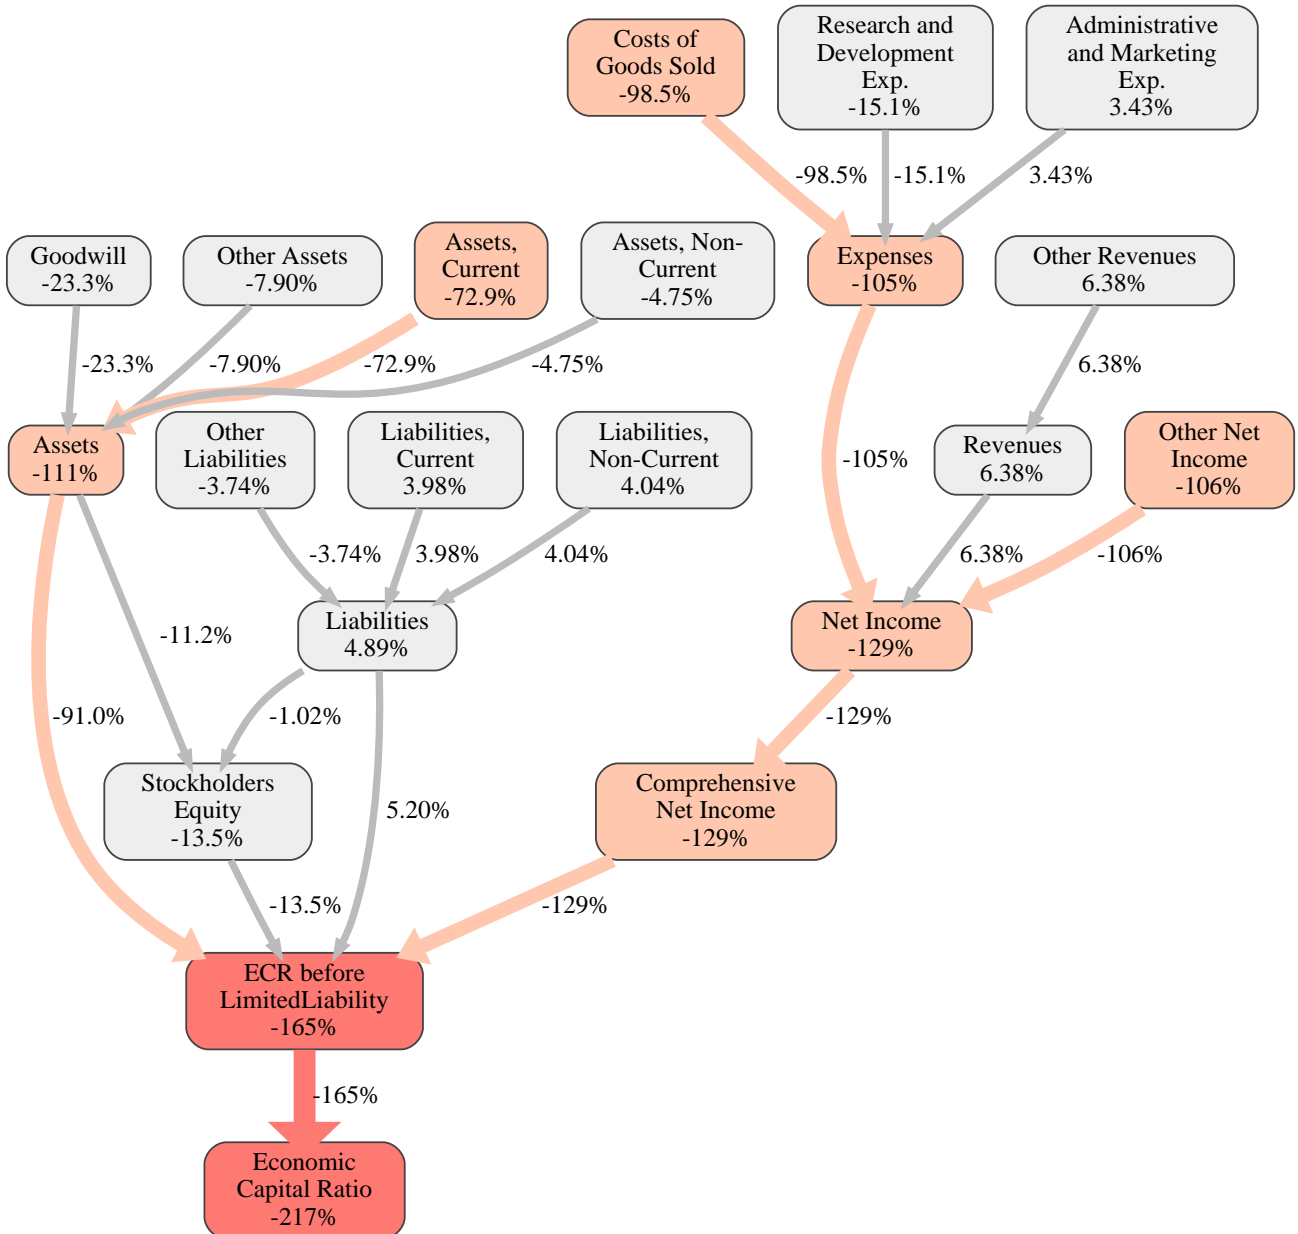 Costs of
Goods Sold
-98.5%
Research and
Development
Exp.
-15.1%
Administrative
and Marketing
Exp.
3.43%
-98.5%
-15.1%
3.43%
Goodwill
-23.3%
Other Assets
-7.90%
Assets,
Current
-72.9%
Assets, Non-
Current
-4.75%
Expenses
-105%
Other Revenues
6.38%
-23.3%
-7.90%
-72.9%
-4.75%
6.38%
Assets
-111%
Other
Liabilities
-3.74%
Liabilities,
Current
3.98%
Liabilities,
Non-Current
4.04%
-105%
Revenues
6.38%
Other Net
Income
-106%
-3.74%
3.98%
4.04%
6.38%
-106%
-11.2%
Liabilities
4.89%
Net Income
-129%
-91.0%
-1.02%
-129%
Stockholders
Equity
-13.5%
5.20%
Comprehensive
Net Income
-129%
-13.5%
-129%
ECR before
LimitedLiability
-165%
-165%
Economic
Capital Ratio
-217%